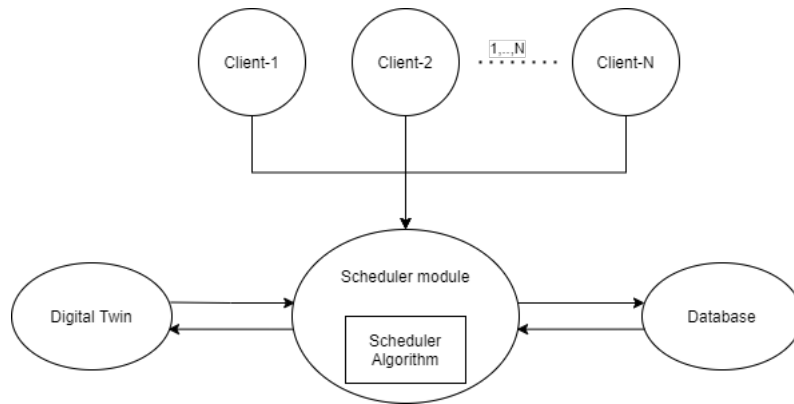 1,..,N
Client-1
Client-2
Client-N
Scheduler module
Digital Twin
Database
Scheduler
Algorithm